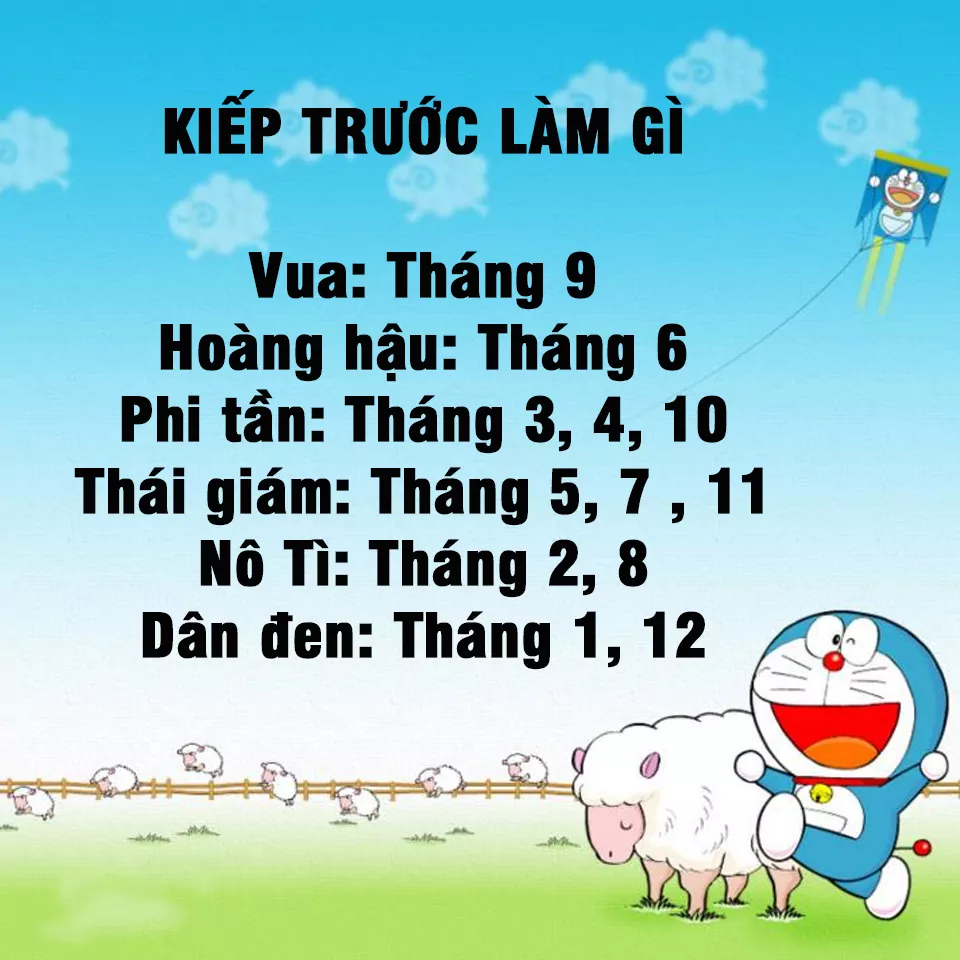 KIẾP TRƯỚC LÀM GÌ
Vua: Tháng 9
Hoàng hậu: Tháng 6
Phi tần: Tháng 3, 4, 10
Thái giám: Tháng 5, 7 , 11
Nô Tì: Tháng 2, 8
Dân đen: Tháng 1, 12